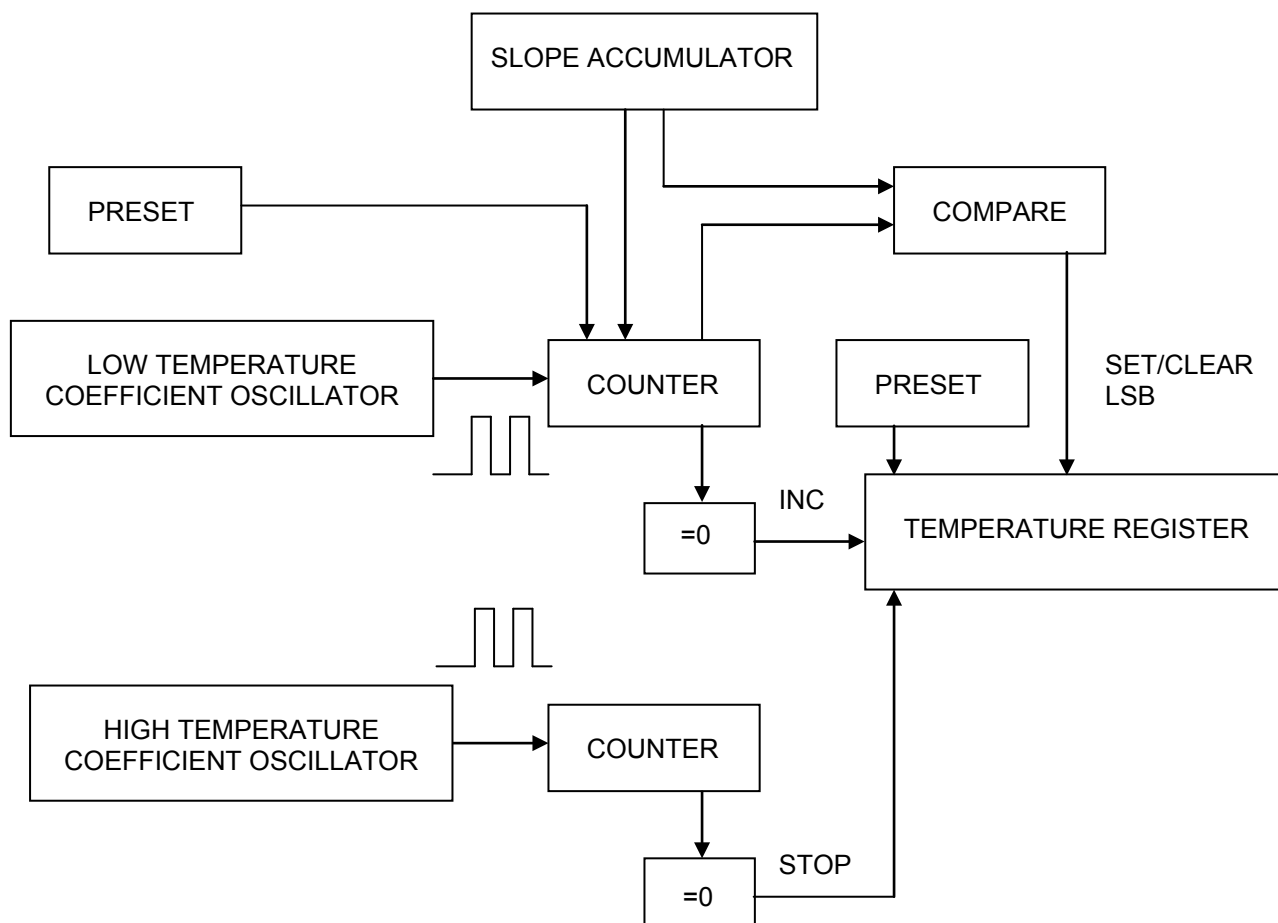 SLOPE ACCUMULATOR
PRESET
COMPARE
LOW TEMPERATURE
COEFFICIENT OSCILLATOR
COUNTER
PRESET
SET/CLEAR
LSB
=0
INC
TEMPERATURE REGISTER
HIGH TEMPERATURE
COEFFICIENT OSCILLATOR
COUNTER
=0
STOP